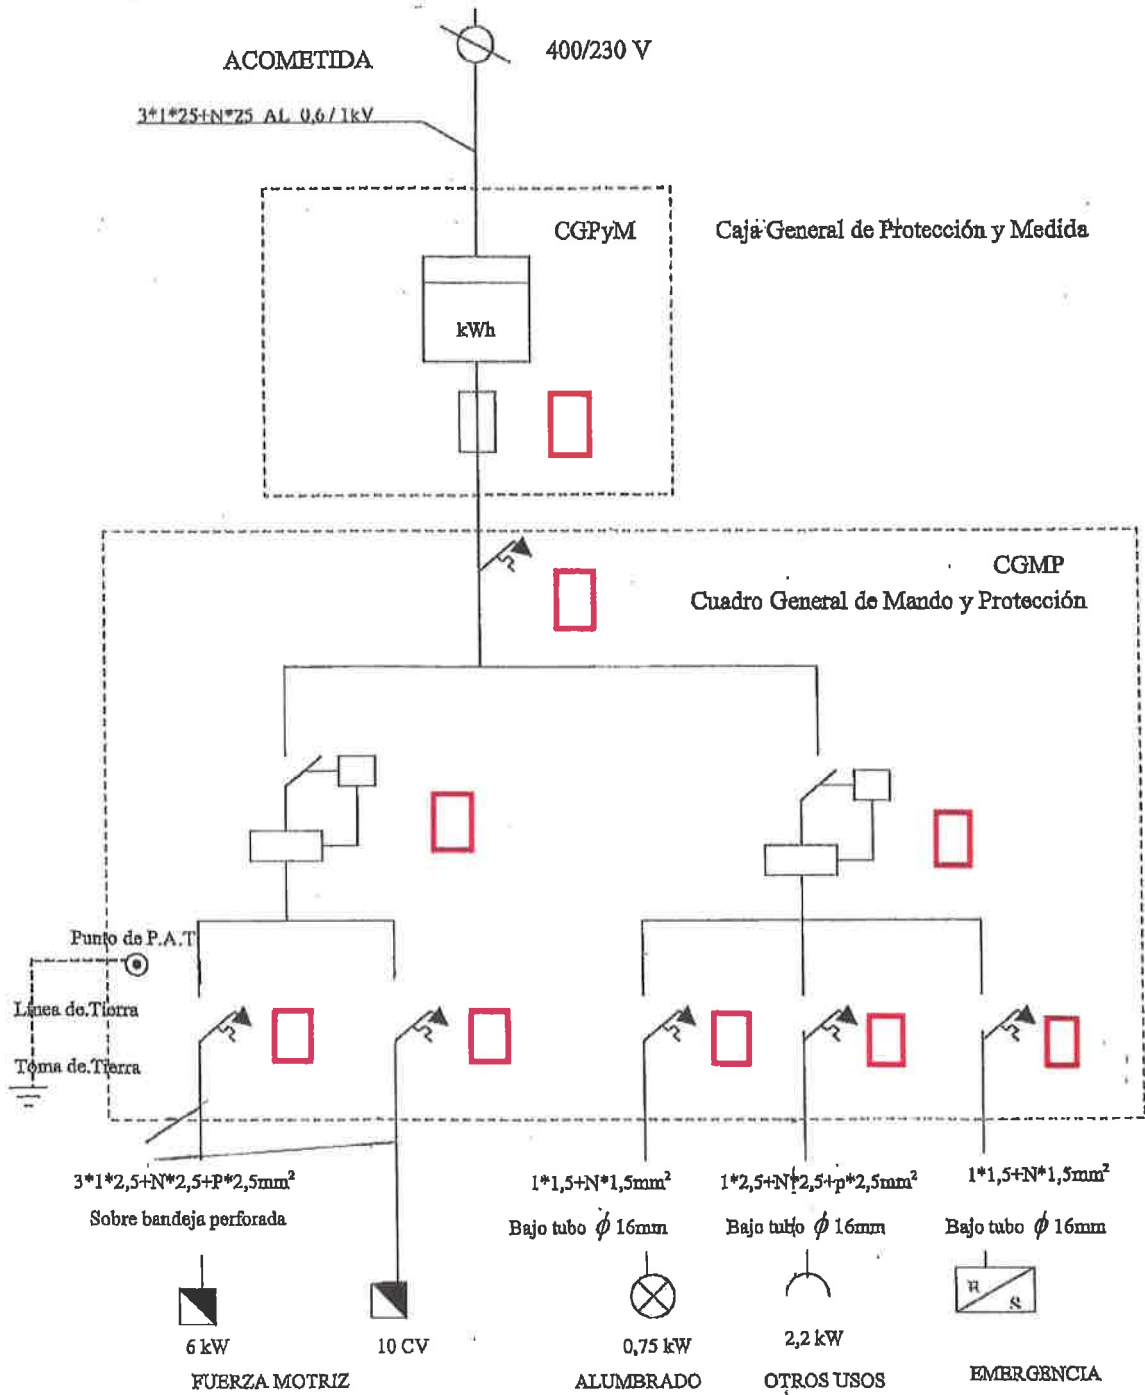 400/230 V
ACOMETIDA
3*1*25+N*25 AL 0,6/1kV
CGPyM
Caja General de Protección y Medida
kWh
CGMP
Cuadro General de Mando y Protección
Punto de P.A.T
Línea de.Tierra
Toma de.Tierra
3*1*2,5+N*2,5+P*2,5mm²
Sobre bandeja perforada
1*1,5+N*1,5mm²
Bajo tubo ϕ 16mm
1*2,5+N*2,5+p*2,5mm²
Bajo tubo ϕ 16mm
1*1,5+N*1,5mm²
Bajo tubo ϕ 16mm
6 kW
10 CV
0,75 kW
2,2 kW
FUERZA MOTRIZ
ALUMBRADO
OTROS USOS
EMERGENCIA